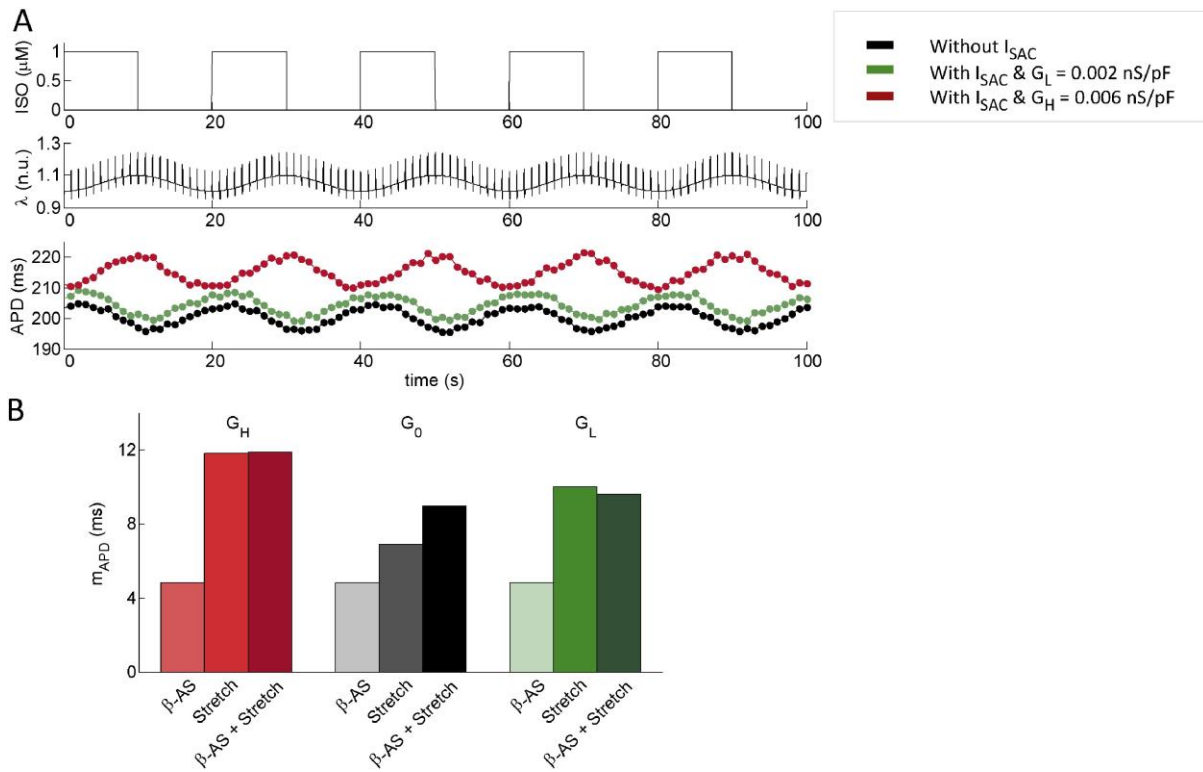 A
ISO (μM)
1
0.5
0
0 20 40 60 80 100
λ (n.u.)
1.3
1.1
0.9
0 20 40 60 80 100
APD (ms)
220
210
200
190
0 20 40 60 80 100
time (s)
Without I_SAC
With I_SAC & G_L = 0.002 nS/pF
With I_SAC & G_H = 0.006 nS/pF
B
G_H G_0 G_L
m_APD (ms)
12
8
4
0
β-AS Stretch β-AS + Stretch β-AS Stretch β-AS + Stretch β-AS Stretch β-AS + Stretch